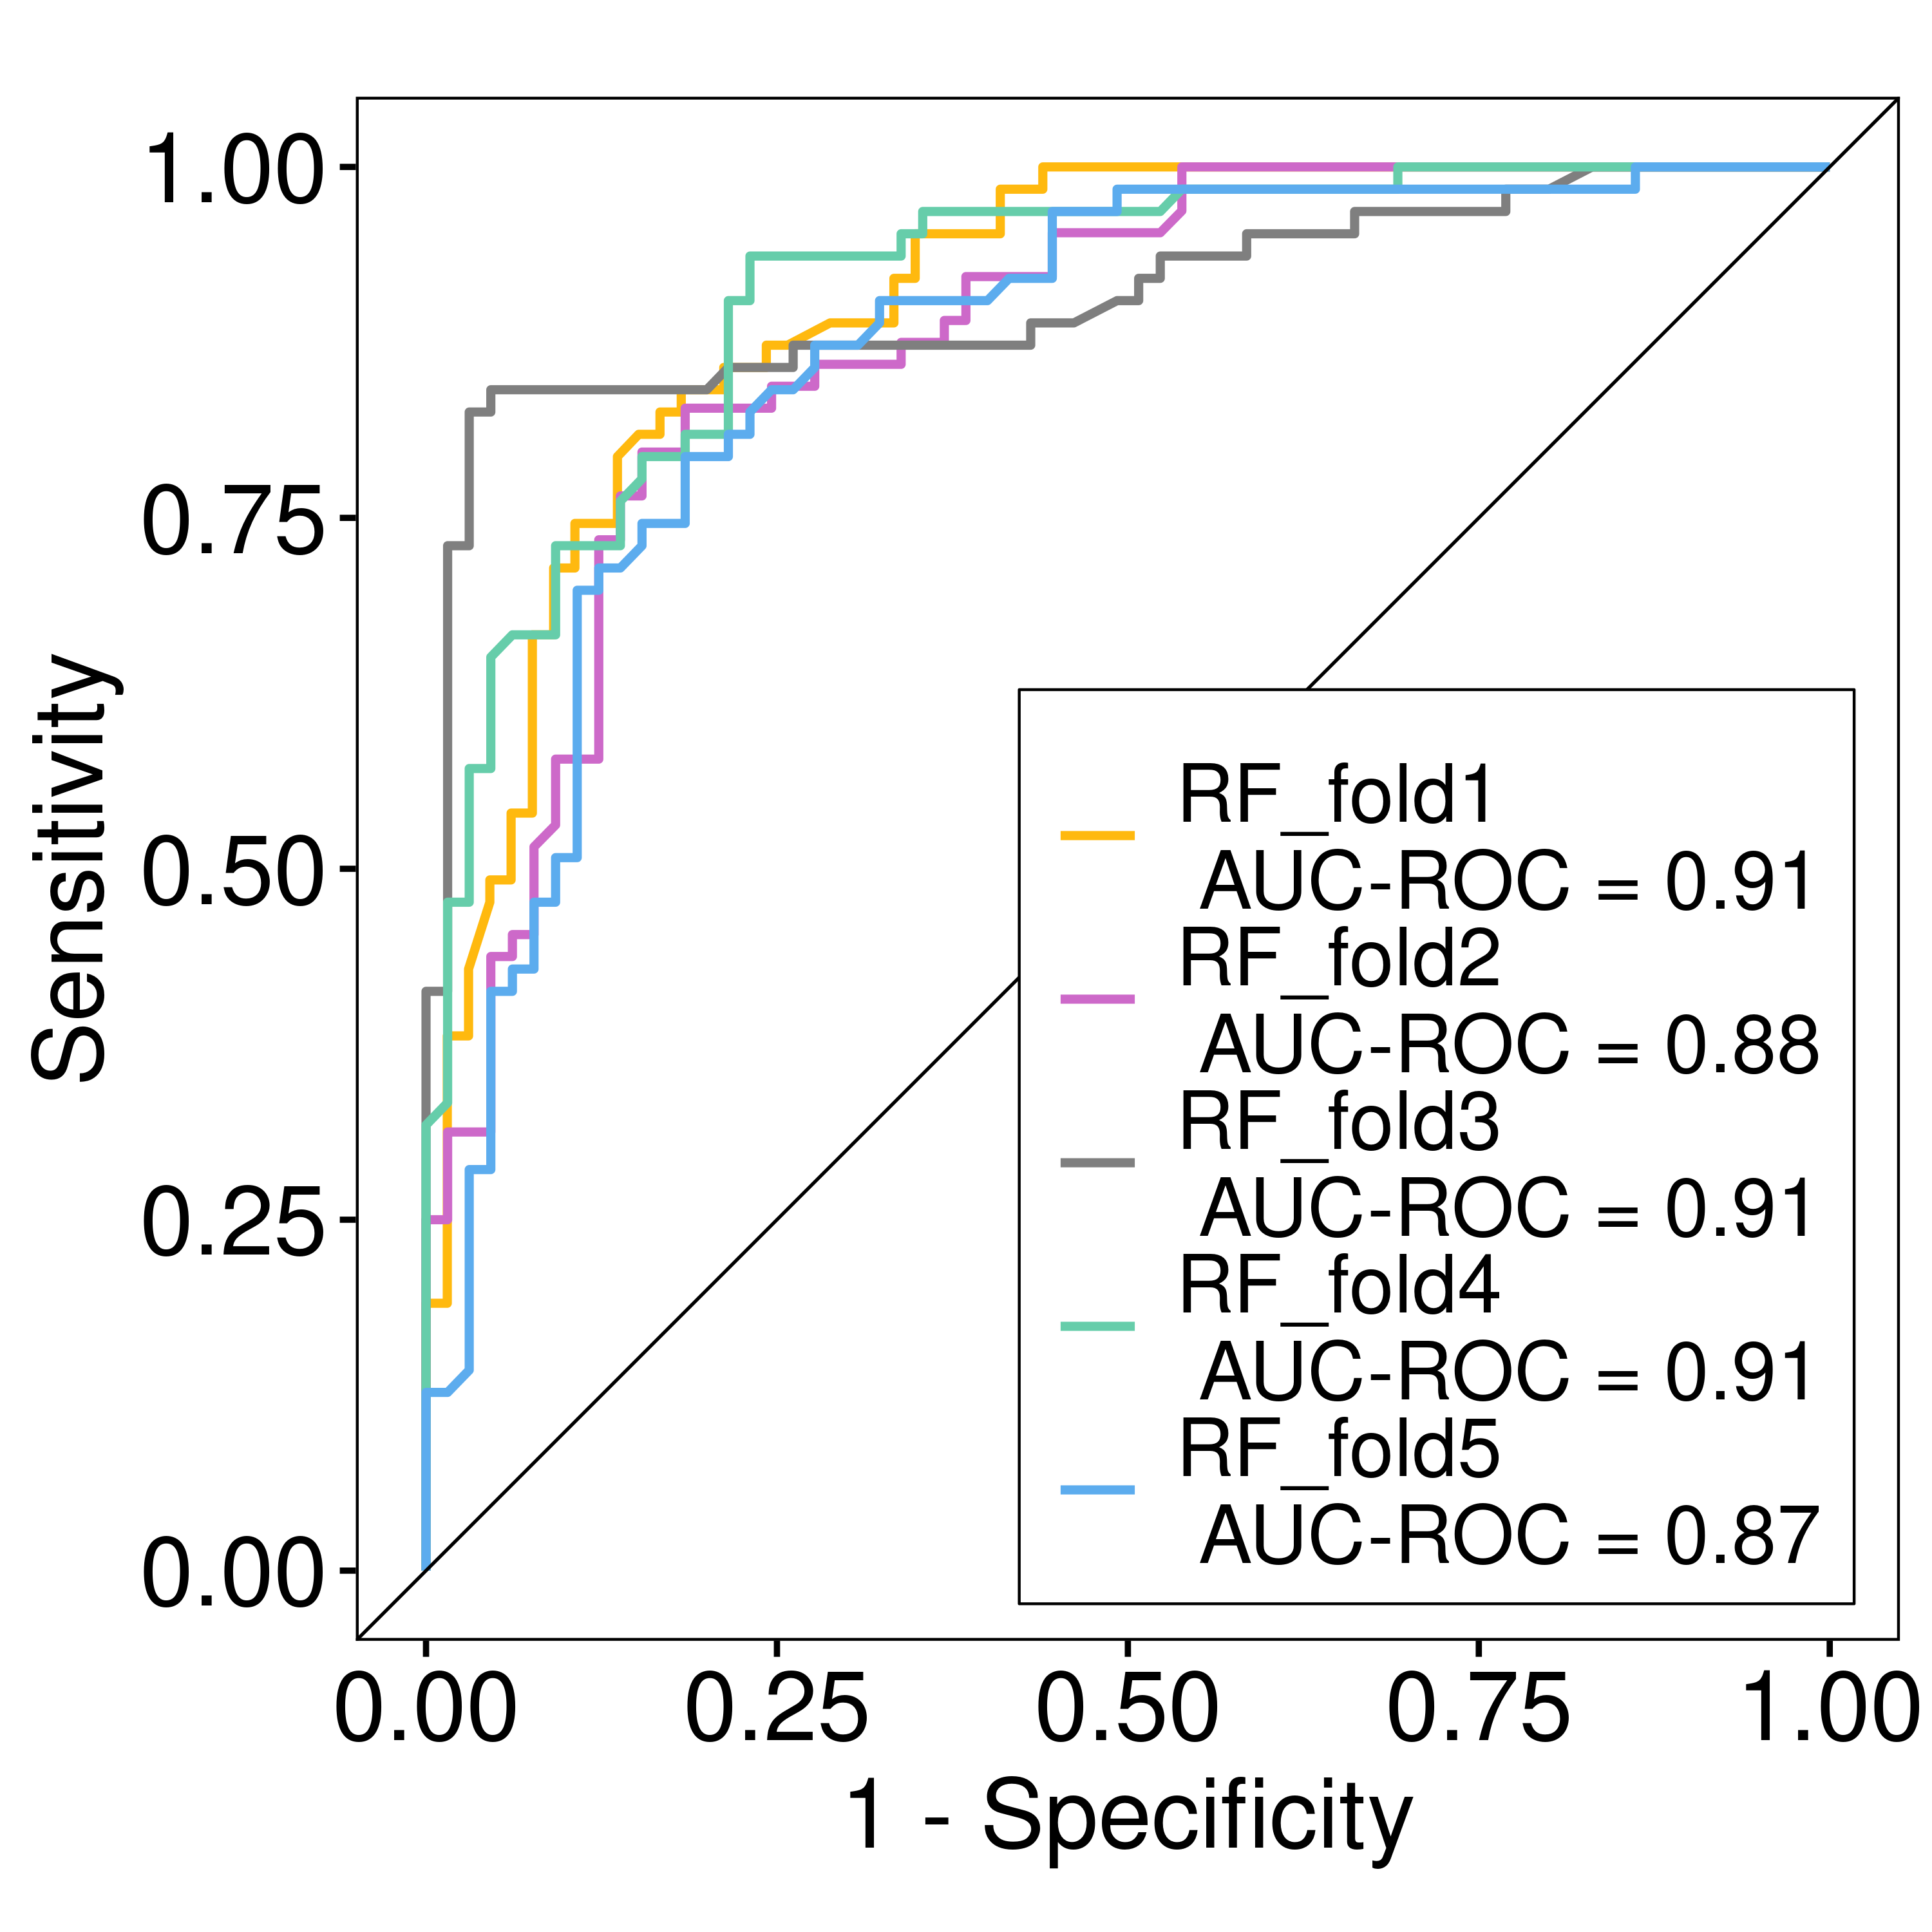 1.00
0.75
0.50
0.25
0.00
Sensitivity
RF_fold1
AUC-ROC = 0.91
RF_fold2
AUC-ROC = 0.88
RF_fold3
AUC-ROC = 0.91
RF_fold4
AUC-ROC = 0.91
RF_fold5
AUC-ROC = 0.87
0.00 0.25 0.50 0.75 1.00
1 - Specificity